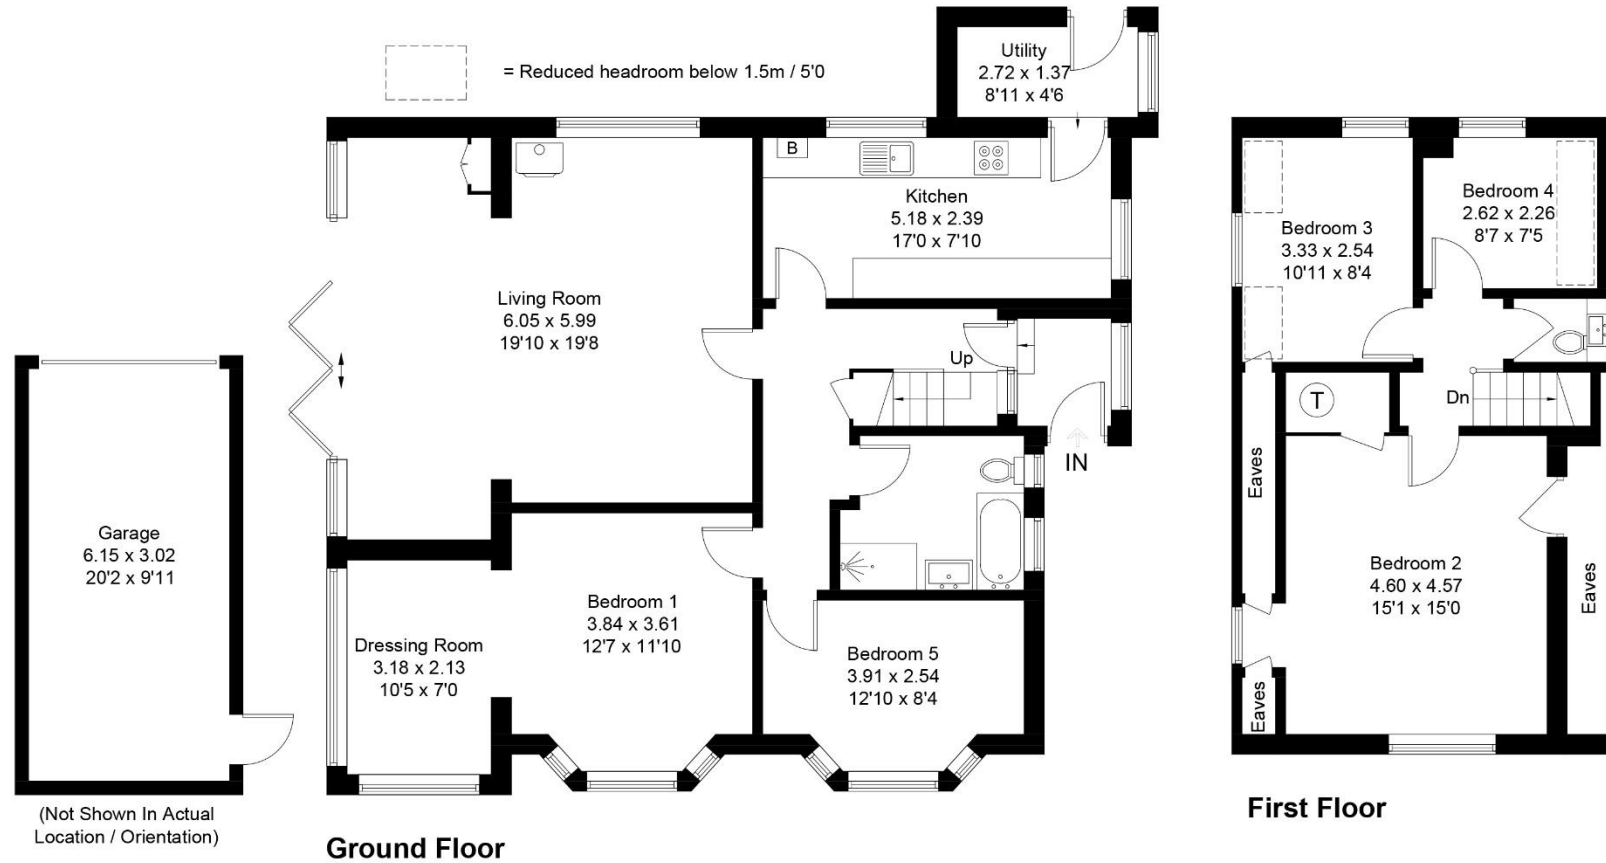 = Reduced headroom below 1.5m / 5'0
Utility
2.72 x 1.37
8'11 x 4'6
B
Kitchen
5.18 x 2.39
17'0 x 7'10
Living Room
6.05 x 5.99
19'10 x 19'8
Up
IN
Garage
6.15 x 3.02
20'2 x 9'11
(Not Shown In Actual
Location / Orientation)
Bedroom 1
3.84 x 3.61
12'7 x 11'10
Dressing Room
3.18 x 2.13
10'5 x 7'0
Bedroom 5
3.91 x 2.54
12'10 x 8'4
Ground Floor
Bedroom 3
3.33 x 2.54
10'11 x 8'4
Bedroom 4
2.62 x 2.26
8'7 x 7'5
T
Dn
Eaves
Bedroom 2
4.60 x 4.57
15'1 x 15'0
Eaves
Eaves
First Floor